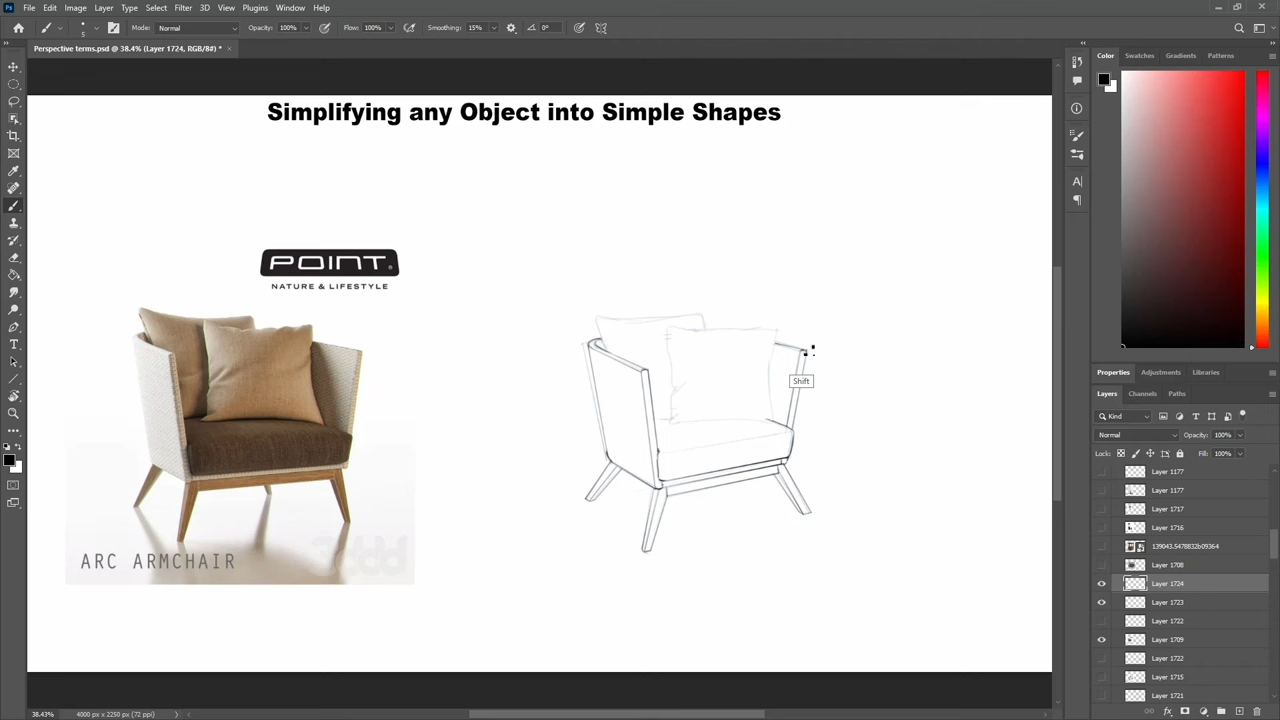 File Edit Image Layer Type Select Filter 3D View Plugins Window Help
5 Mode: Normal Opacity: 100% Flow: 100% Smoothing: 15% 0°
Perspective terms.psd @ 38.4% (Layer 1724, RGB/8#) *
Simplifying any Object into Simple Shapes
POINT.
NATURE & LIFESTYLE
ARC ARMCHAIR
Shift
Color Swatches Gradients Patterns
Properties Adjustments Libraries
Layers Channels Paths
Kind
Normal Opacity: 100%
Lock: Fill: 100%
Layer 1177
Layer 1177
Layer 1717
Layer 1716
139043.5478832b09364
Layer 1708
Layer 1724
Layer 1723
Layer 1722
Layer 1709
Layer 1722
Layer 1715
Layer 1721
38.43% 4000 px x 2250 px (72 ppi)